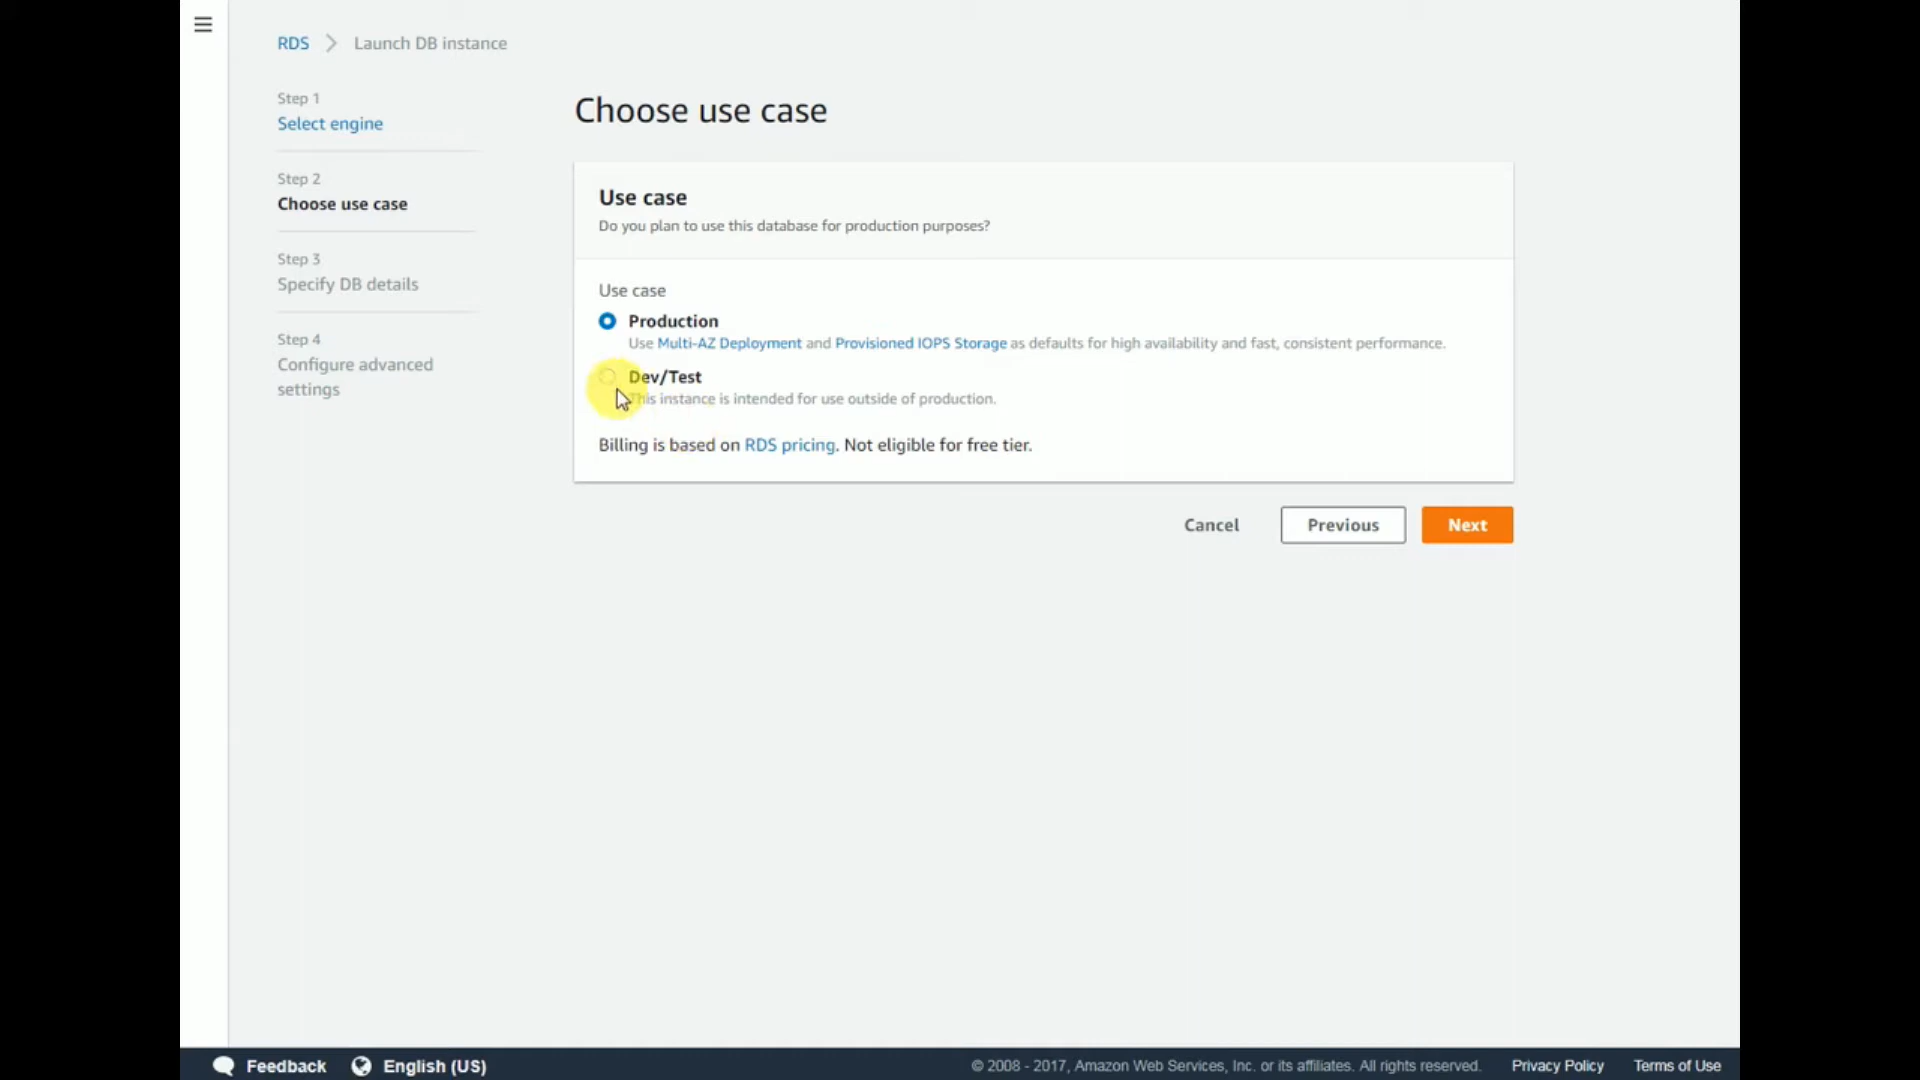 RDS > Launch DB instance
Step 1
Select engine
Step 2
Choose use case
Step 3
Specify DB details
Step 4
Configure advanced
settings
Choose use case
Use case
Do you plan to use this database for production purposes?
Use case
Production
Use Multi-AZ Deployment and Provisioned IOPS Storage as defaults for high availability and fast, consistent performance.
Dev/Test
This instance is intended for use outside of production.
Billing is based on RDS pricing. Not eligible for free tier.
Cancel
Previous
Next
Feedback
English (US)
© 2008 - 2017, Amazon Web Services, Inc. or its affiliates. All rights reserved.
Privacy Policy
Terms of Use